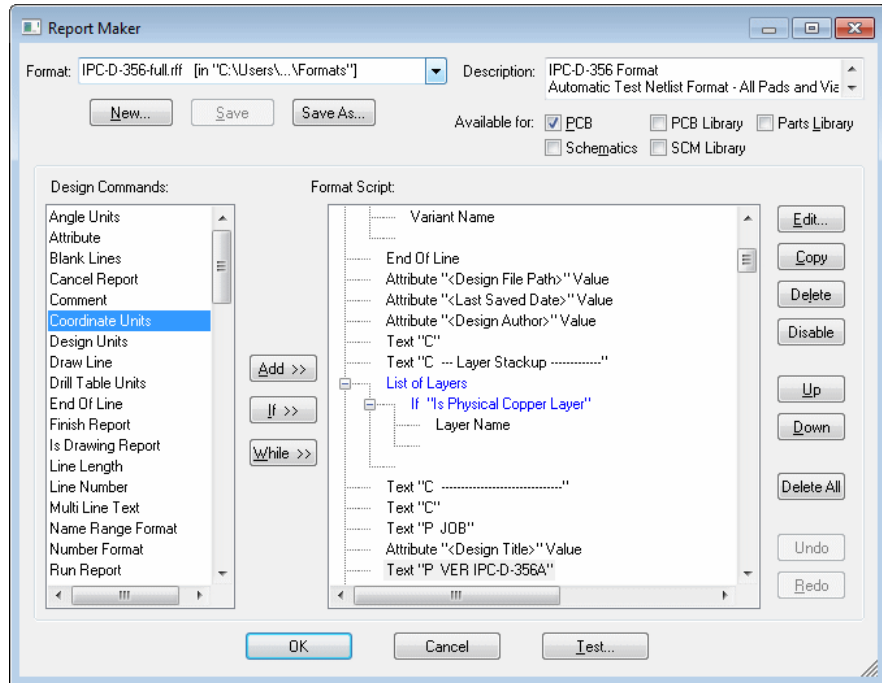 Report Maker
Format: IPC-D-356-full.rff [in "C:\Users\...\Formats"]
Description: IPC-D-356 Format
Automatic Test Netlist Format - All Pads and Via
New... Save Save As...
Available for: PCB PCB Library Parts Library
Schematics SCM Library
Design Commands:
Angle Units
Attribute
Blank Lines
Cancel Report
Comment
Coordinate Units
Design Units
Draw Line
Drill Table Units
End Of Line
Finish Report
Is Drawing Report
Line Length
Line Number
Multi Line Text
Name Range Format
Number Format
Run Report
Add >>
If >>
While >>
Format Script:
Variant Name
End Of Line
Attribute "<Design File Path>" Value
Attribute "<Last Saved Date>" Value
Attribute "<Design Author>" Value
Text "C"
Text "C --- Layer Stackup -------------"
List of Layers
If "Is Physical Copper Layer"
Layer Name
Text "C -------------------------------"
Text "C"
Text "P JOB"
Attribute "<Design Title>" Value
Text "P VER IPC-D-356A"
Edit...
Copy
Delete
Disable
Up
Down
Delete All
Undo
Redo
OK Cancel Test...